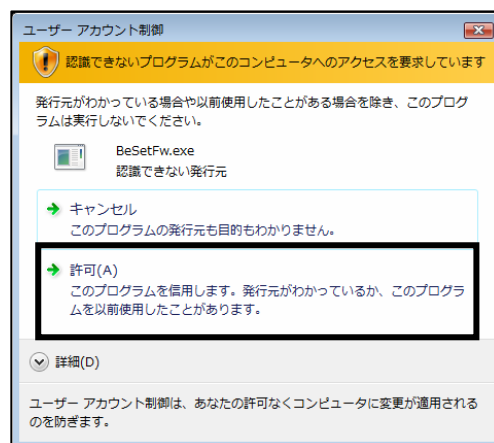 ユーザー アカウント制御
認識できないプログラムがこのコンピュータへのアクセスを要求しています
発行元がわかっている場合や以前使用したことがある場合を除き、このプログ
ラムは実行しないでください。
BeSetFw.exe
認識できない発行元
キャンセル
このプログラムの発行元も目的もわかりません。
許可(A)
このプログラムを信用します。発行元がわかっているか、このプログラ
ムを以前使用したことがあります。
詳細(D)
ユーザー アカウント制御は、あなたの許可なくコンピュータに変更が適用される
のを防ぎます。